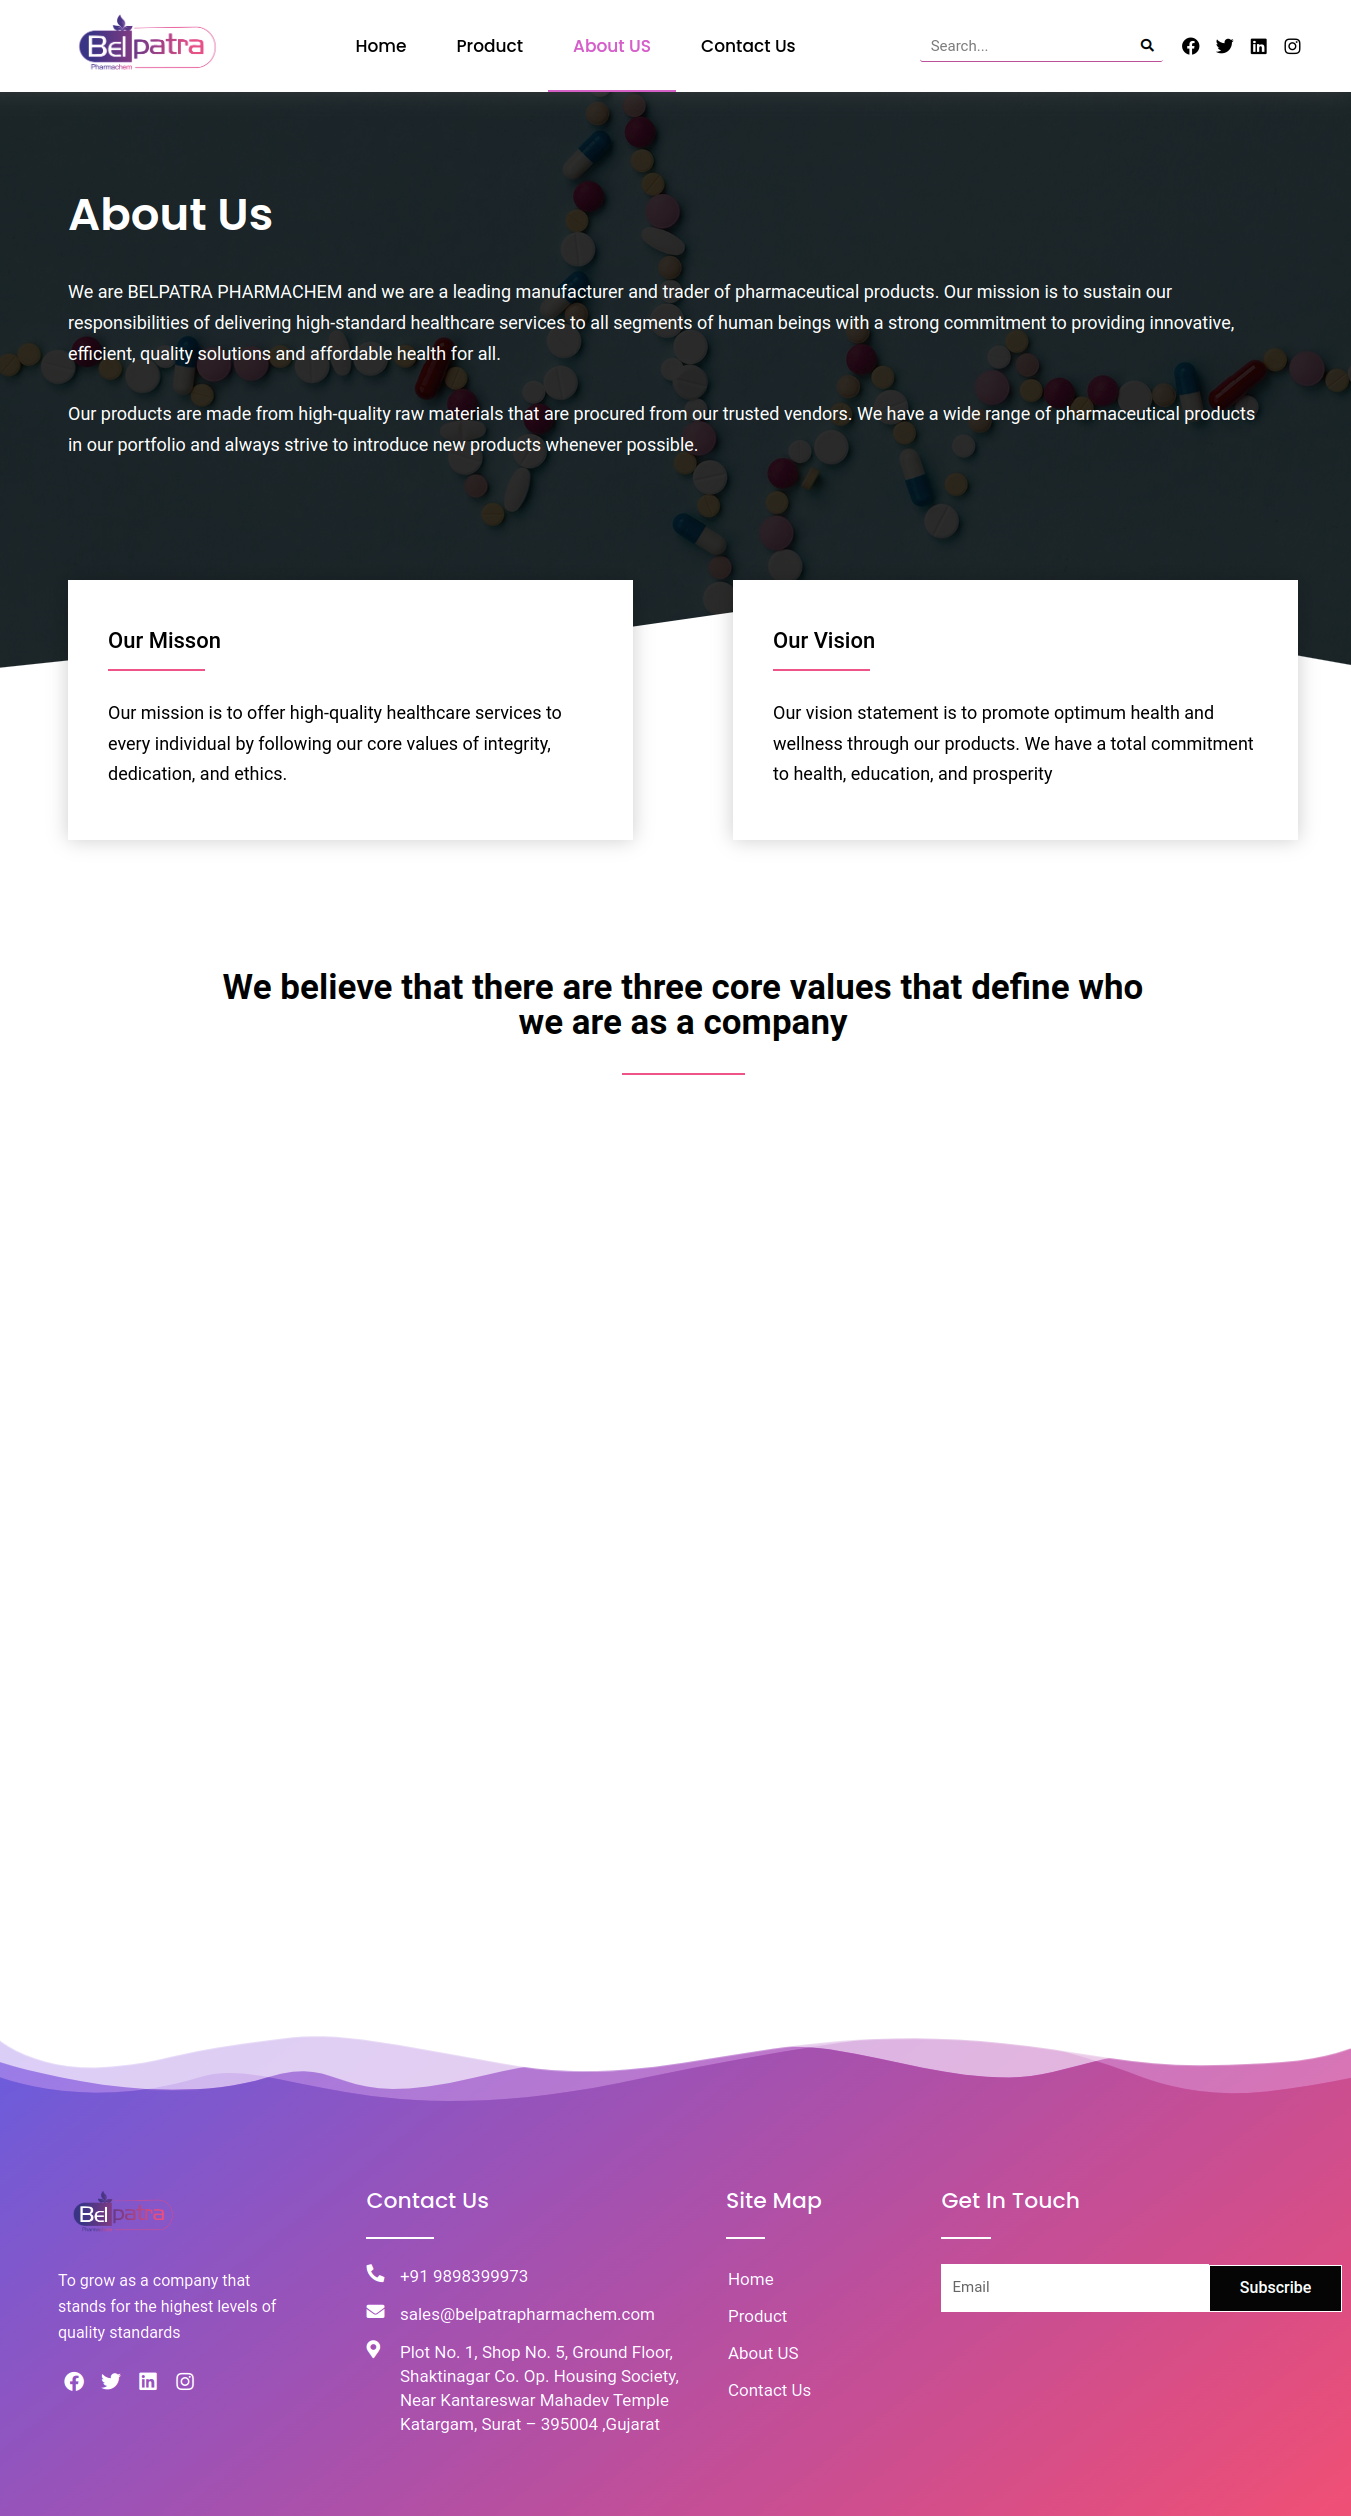 Belpatra
Pharmachem
Home
Product
About US
Contact Us
Search...
About Us
We are BELPATRA PHARMACHEM and we are a leading manufacturer and trader of pharmaceutical products. Our mission is to sustain our
responsibilities of delivering high-standard healthcare services to all segments of human beings with a strong commitment to providing innovative,
efficient, quality solutions and affordable health for all.
Our products are made from high-quality raw materials that are procured from our trusted vendors. We have a wide range of pharmaceutical products
in our portfolio and always strive to introduce new products whenever possible.
Our Misson
Our mission is to offer high-quality healthcare services to
every individual by following our core values of integrity,
dedication, and ethics.
Our Vision
Our vision statement is to promote optimum health and
wellness through our products. We have a total commitment
to health, education, and prosperity
We believe that there are three core values that define who
we are as a company
Belpatra
Pharmachem
To grow as a company that
stands for the highest levels of
quality standards
Contact Us
+91 9898399973
sales@belpatrapharmachem.com
Plot No. 1, Shop No. 5, Ground Floor,
Shaktinagar Co. Op. Housing Society,
Near Kantareswar Mahadev Temple
Katargam, Surat – 395004 ,Gujarat
Site Map
Home
Product
About US
Contact Us
Get In Touch
Email
Subscribe